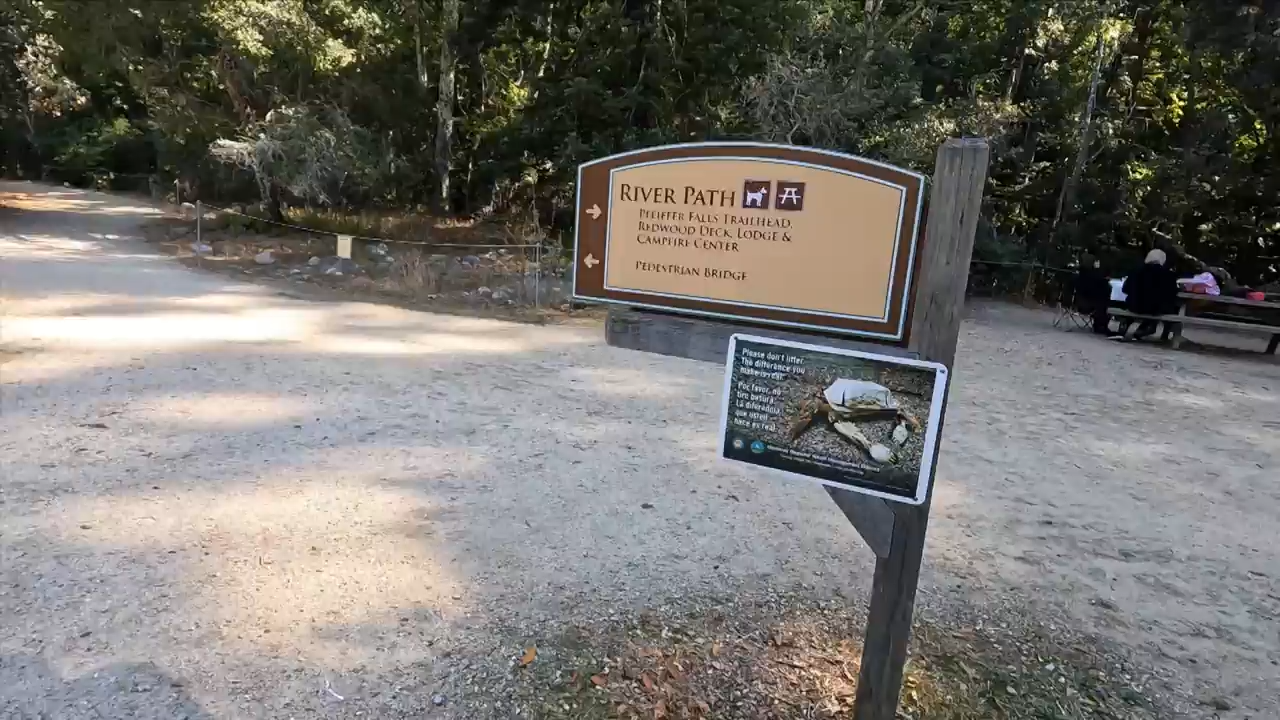 RIVER PATH
PFEIFFER FALLS TRAILHEAD,
REDWOOD DECK, LODGE &
CAMPFIRE CENTER
PEDESTRIAN BRIDGE
Please don't litter.
The difference you
make is real.
Por favor, no
tire basura.
La diferencia
que usted
hace es real.